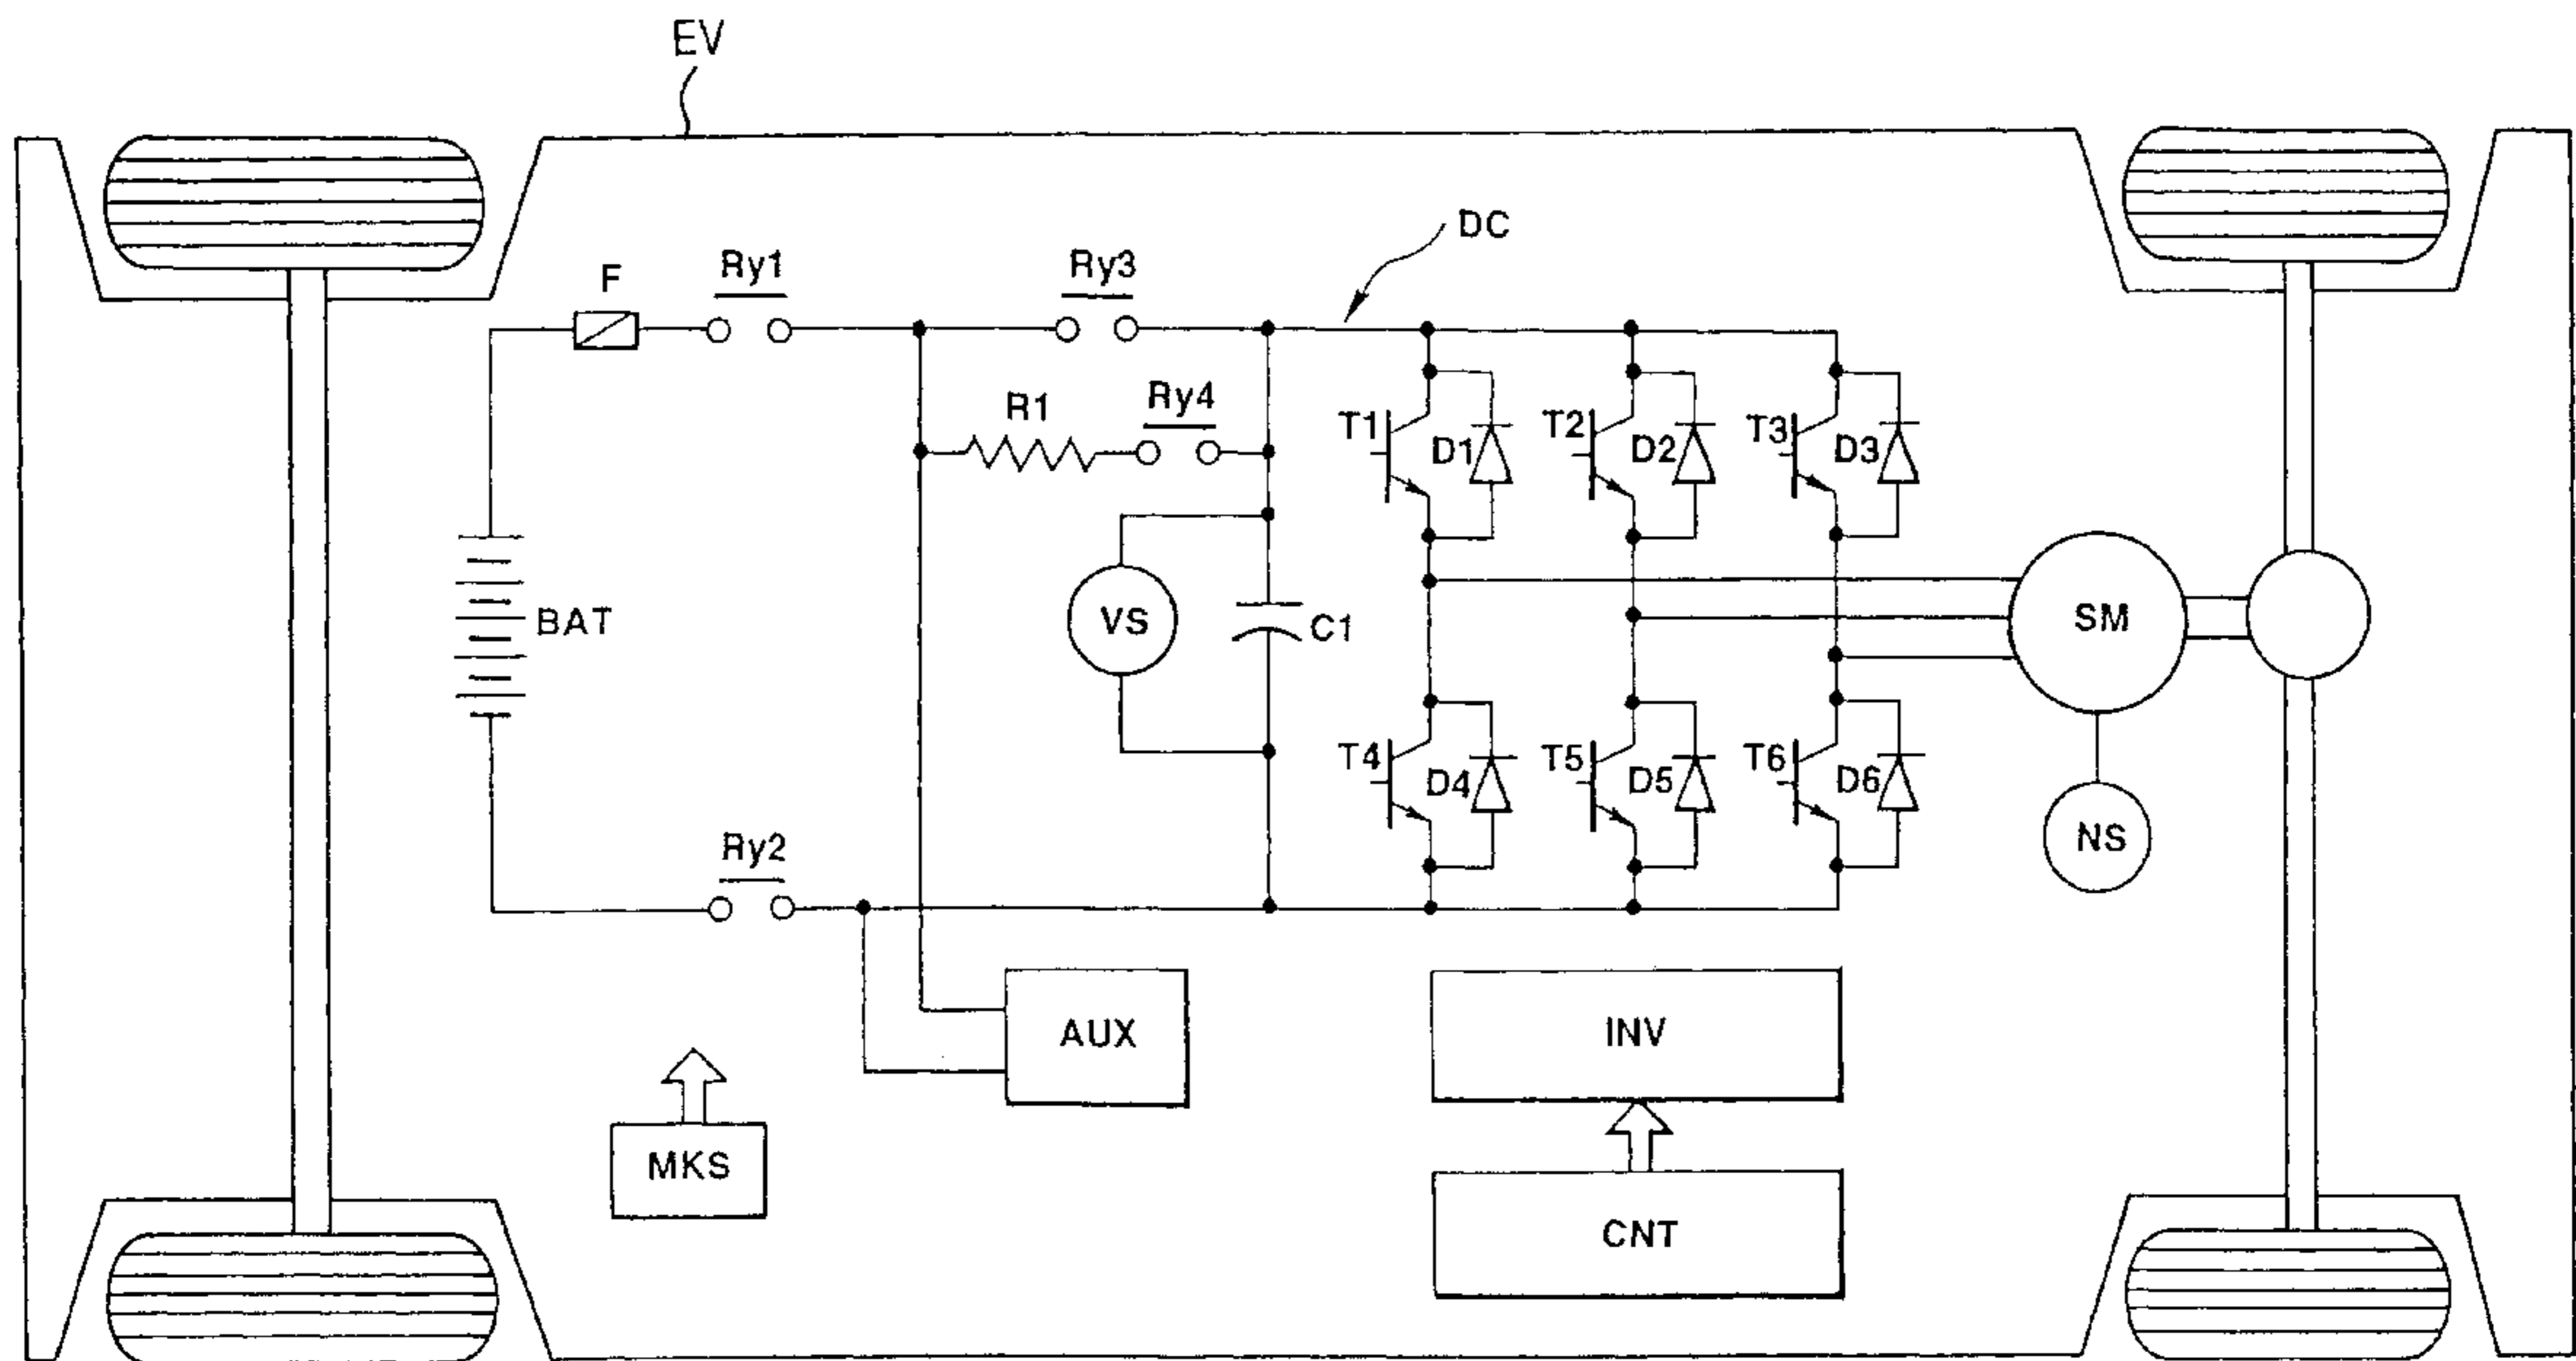 EV
DC
F
Ry1
Ry3
R1
Ry4
T1
D1
T2
D2
T3
D3
BAT
VS
C1
SM
T4
D4
T5
D5
T6
D6
NS
Ry2
AUX
INV
MKS
CNT